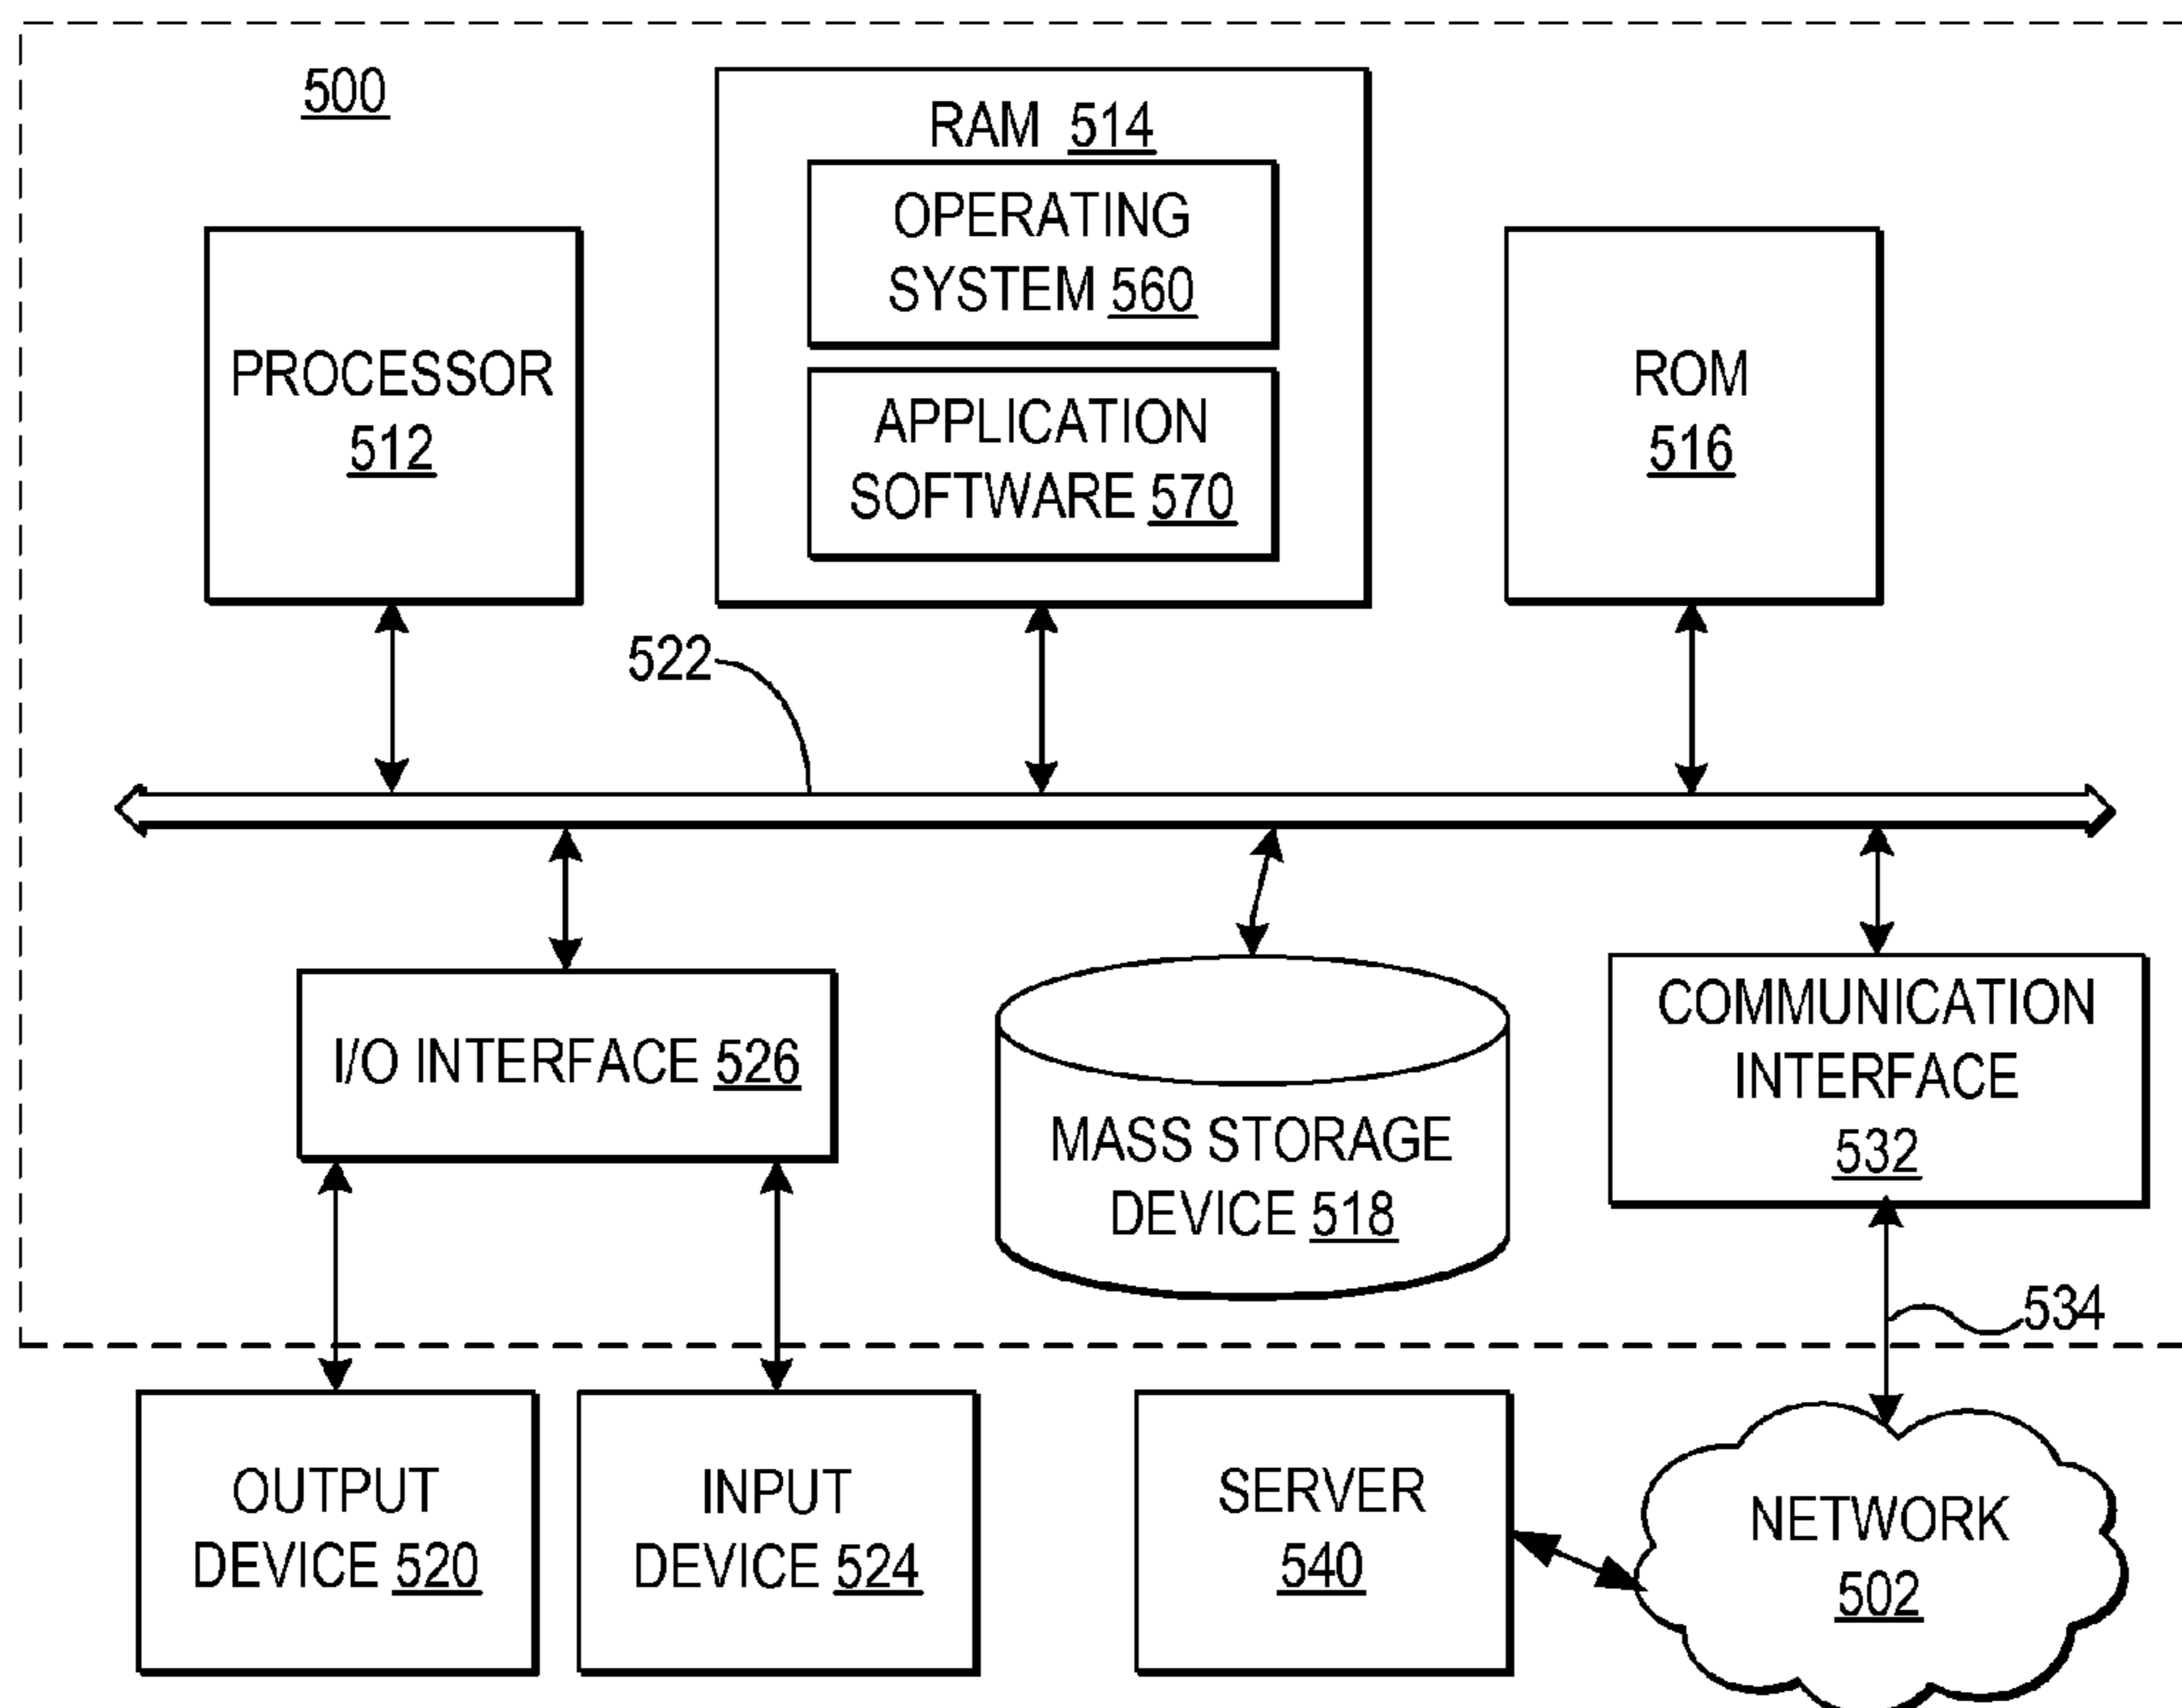 500
RAM 514
OPERATING
SYSTEM 560
APPLICATION
SOFTWARE 570
PROCESSOR
512
ROM
516
522
I/O INTERFACE 526
MASS STORAGE
DEVICE 518
COMMUNICATION
INTERFACE
532
534
OUTPUT
DEVICE 520
INPUT
DEVICE 524
SERVER
540
NETWORK
502